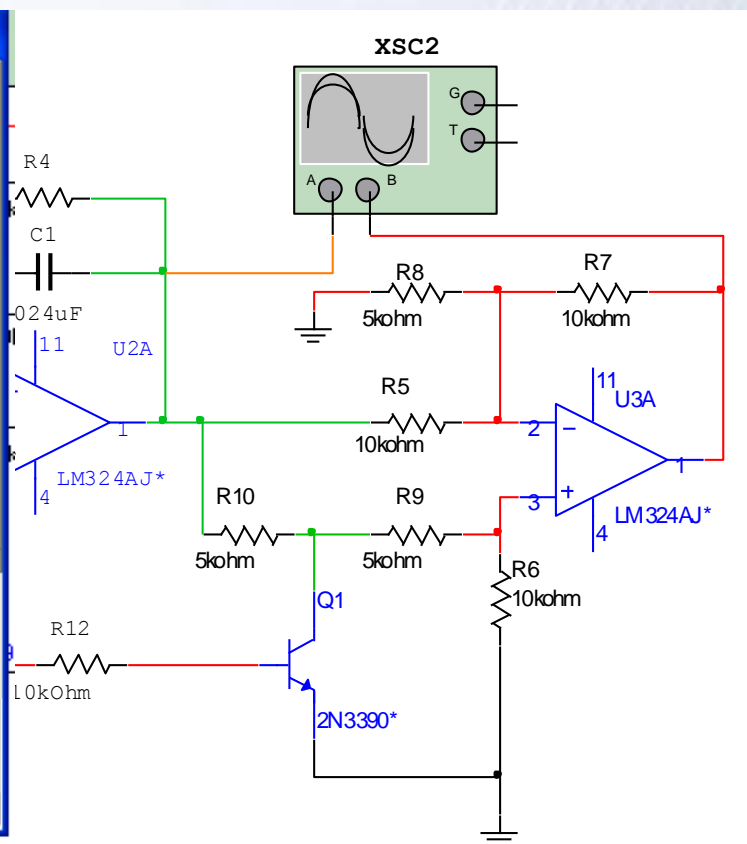 XSC2
G
T
A
B
R4
C1
024uF
11
U2A
1
LM324AJ*
4
R8
5kohm
R7
10kohm
R5
10kohm
11
U3A
2
3
1
LM324AJ*
4
R10
5kohm
R9
5kohm
R6
10kohm
Q1
2N3390*
R12
10kOhm